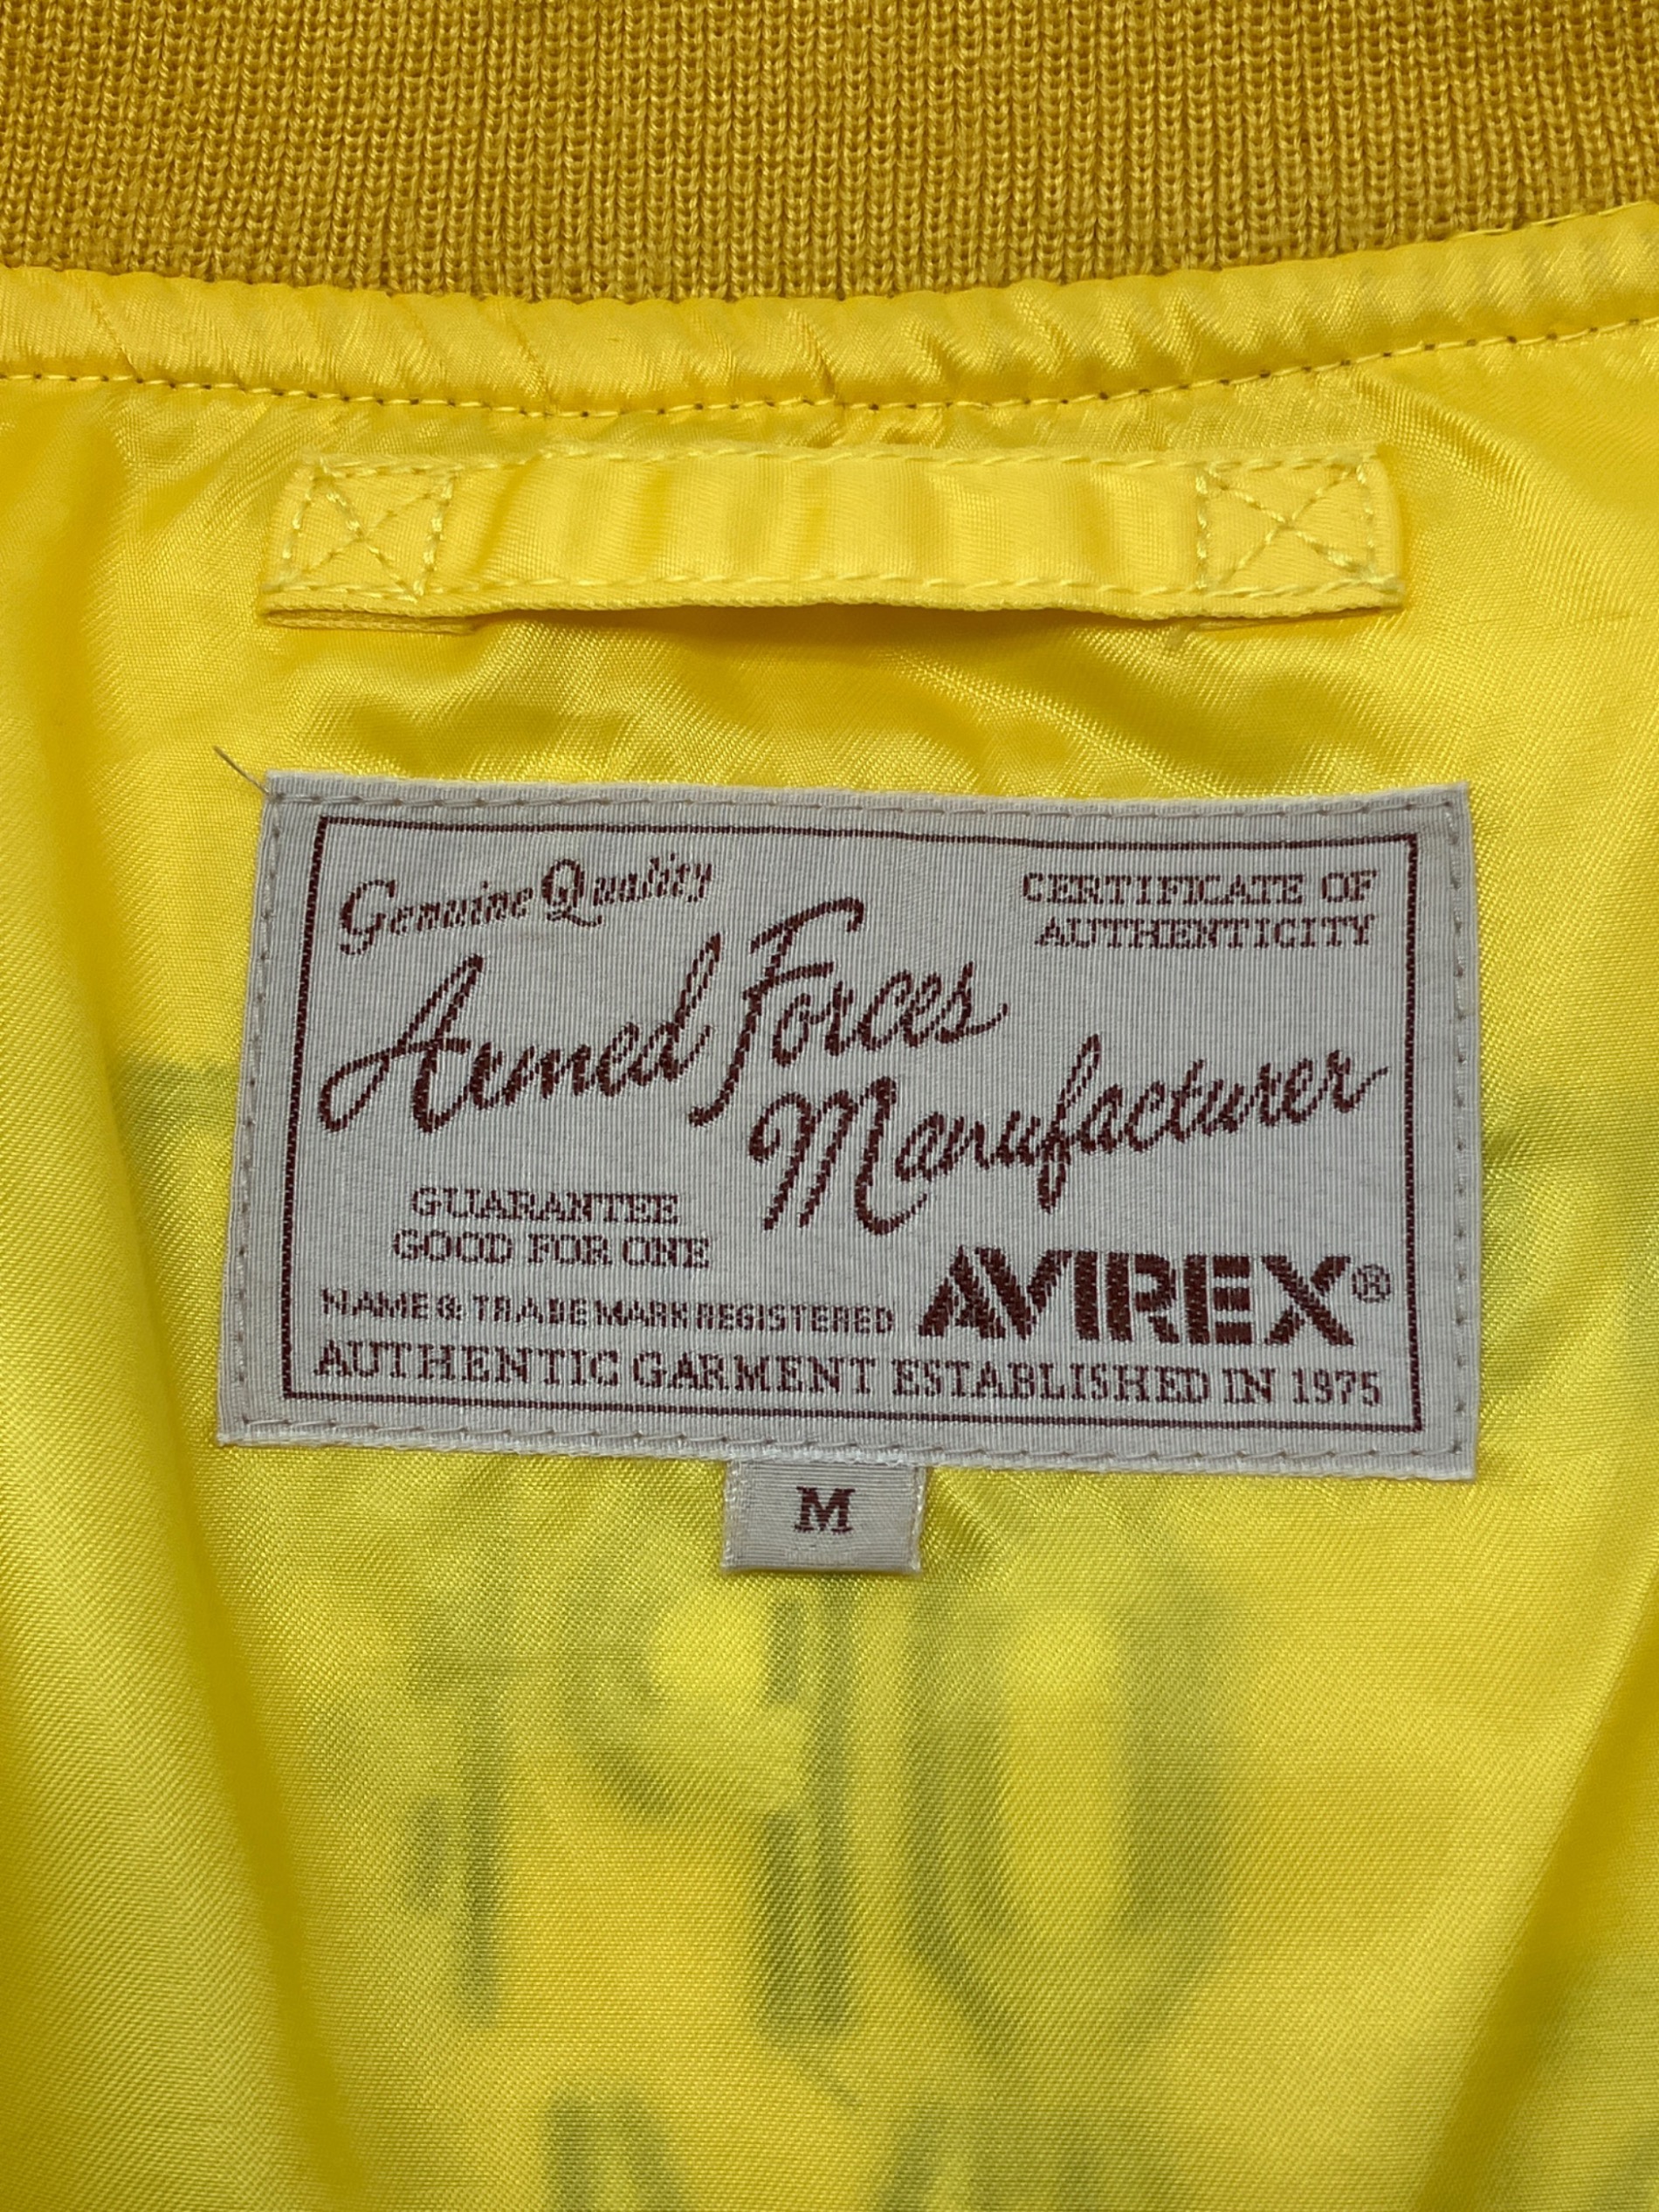 Genuine Quality
CERTIFICATE OF
AUTHENTICITY
Armed Forces
Manufacturer
GUARANTEE
GOOD FOR ONE
NAME & TRADE MARK REGISTERED
AVIREX®
AUTHENTIC GARMENT ESTABLISHED IN 1975
M